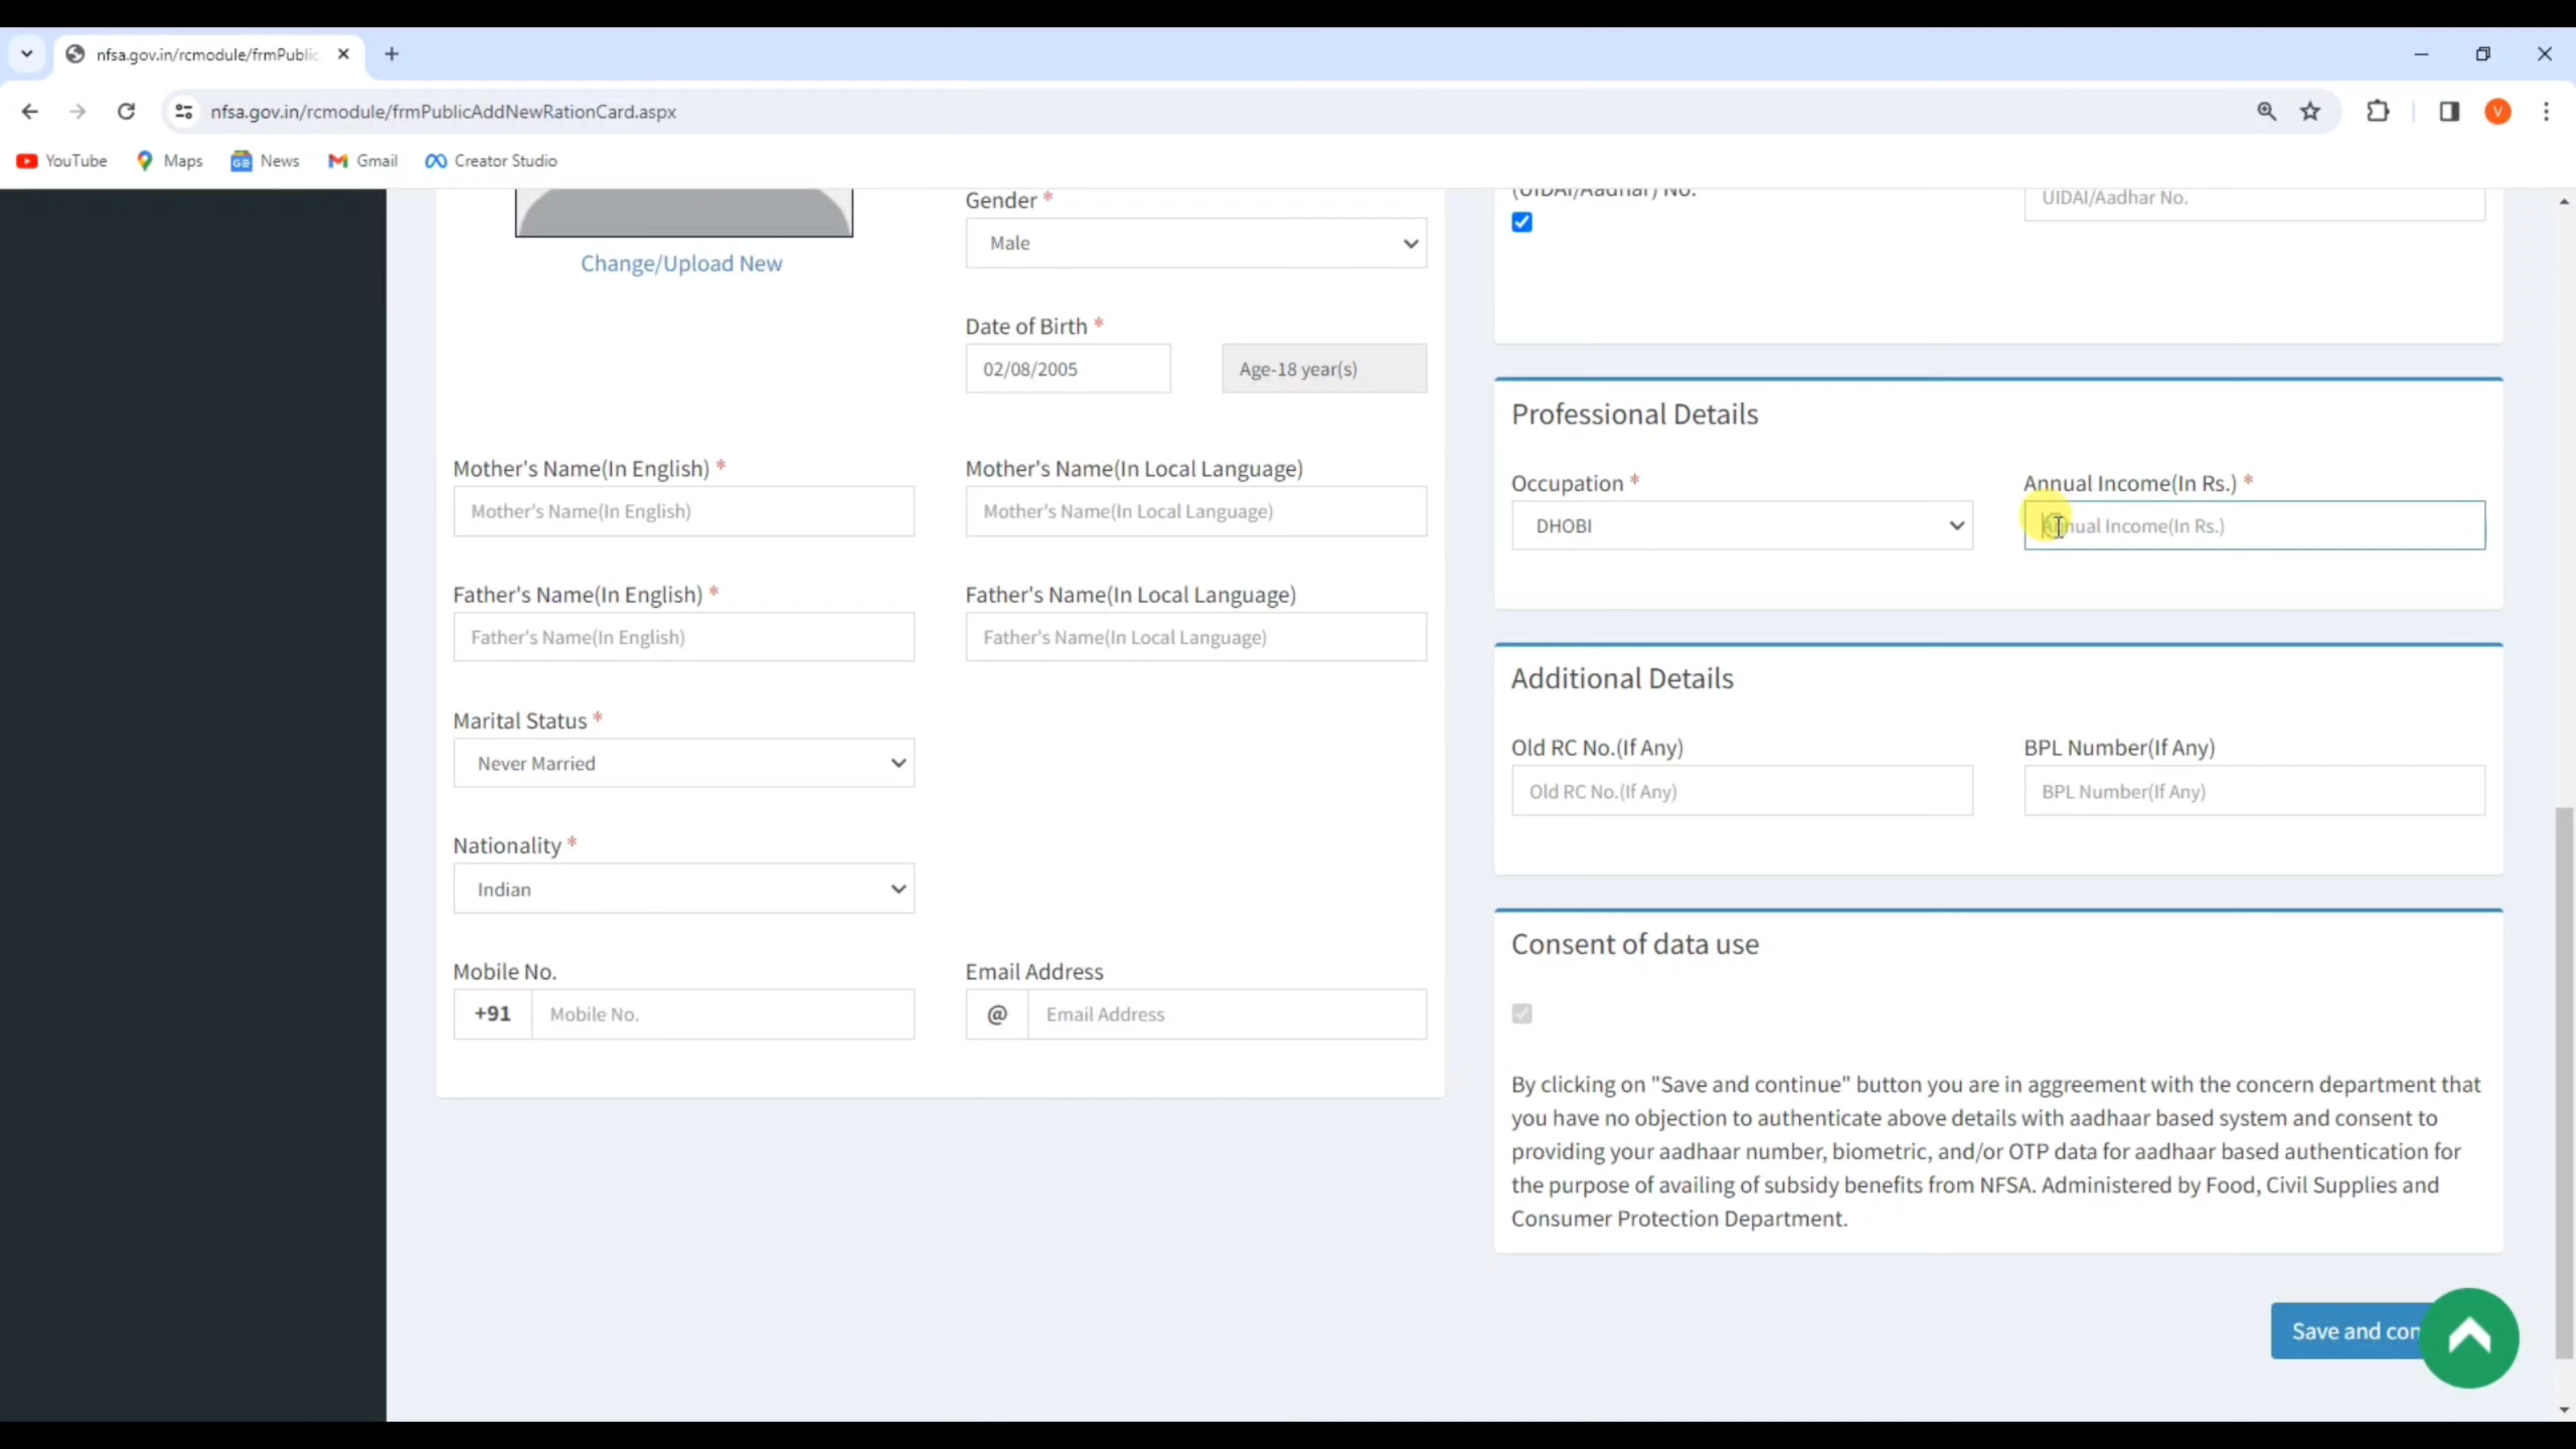 nfsa.gov.in/rcmodule/frmPublic
nfsa.gov.in/rcmodule/frmPublicAddNewRationCard.aspx
V
YouTube
Maps
News
Gmail
Creator Studio
Change/Upload New
Gender *
Male
Date of Birth *
02/08/2005
Age-18 year(s)
Mother's Name(In English) *
Mother's Name(In Local Language)
Mother's Name(In English)
Mother's Name(In Local Language)
Father's Name(In English) *
Father's Name(In Local Language)
Father's Name(In English)
Father's Name(In Local Language)
Marital Status *
Never Married
Nationality *
Indian
Mobile No.
Email Address
+91 Mobile No.
@ Email Address
(UIDAI/Aadhar) No.
UIDAI/Aadhar No.
Professional Details
Occupation *
Annual Income(In Rs.) *
DHOBI
Annual Income(In Rs.)
Additional Details
Old RC No.(If Any)
BPL Number(If Any)
Old RC No.(If Any)
BPL Number(If Any)
Consent of data use
By clicking on "Save and continue" button you are in aggreement with the concern department that
you have no objection to authenticate above details with aadhaar based system and consent to
providing your aadhaar number, biometric, and/or OTP data for aadhaar based authentication for
the purpose of availing of subsidy benefits from NFSA. Administered by Food, Civil Supplies and
Consumer Protection Department.
Save and con